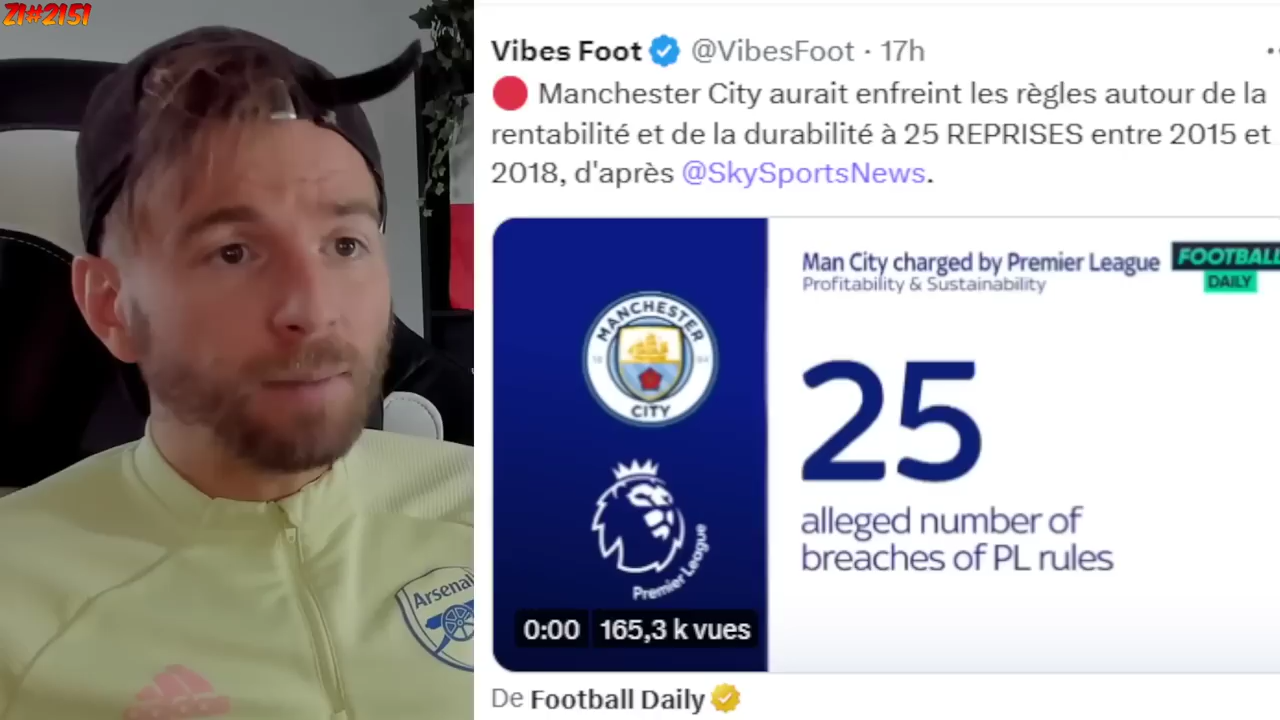 Z1#2151
Vibes Foot @VibesFoot · 17h
Manchester City aurait enfreint les règles autour de la
rentabilité et de la durabilité à 25 REPRISES entre 2015 et
2018, d'après @SkySportsNews.
Man City charged by Premier League
Profitability & Sustainability
FOOTBALL
DAILY
MANCHESTER
18 94
CITY
25
alleged number of
breaches of PL rules
Premier League
0:00 165,3 k vues
De Football Daily
Arsenal